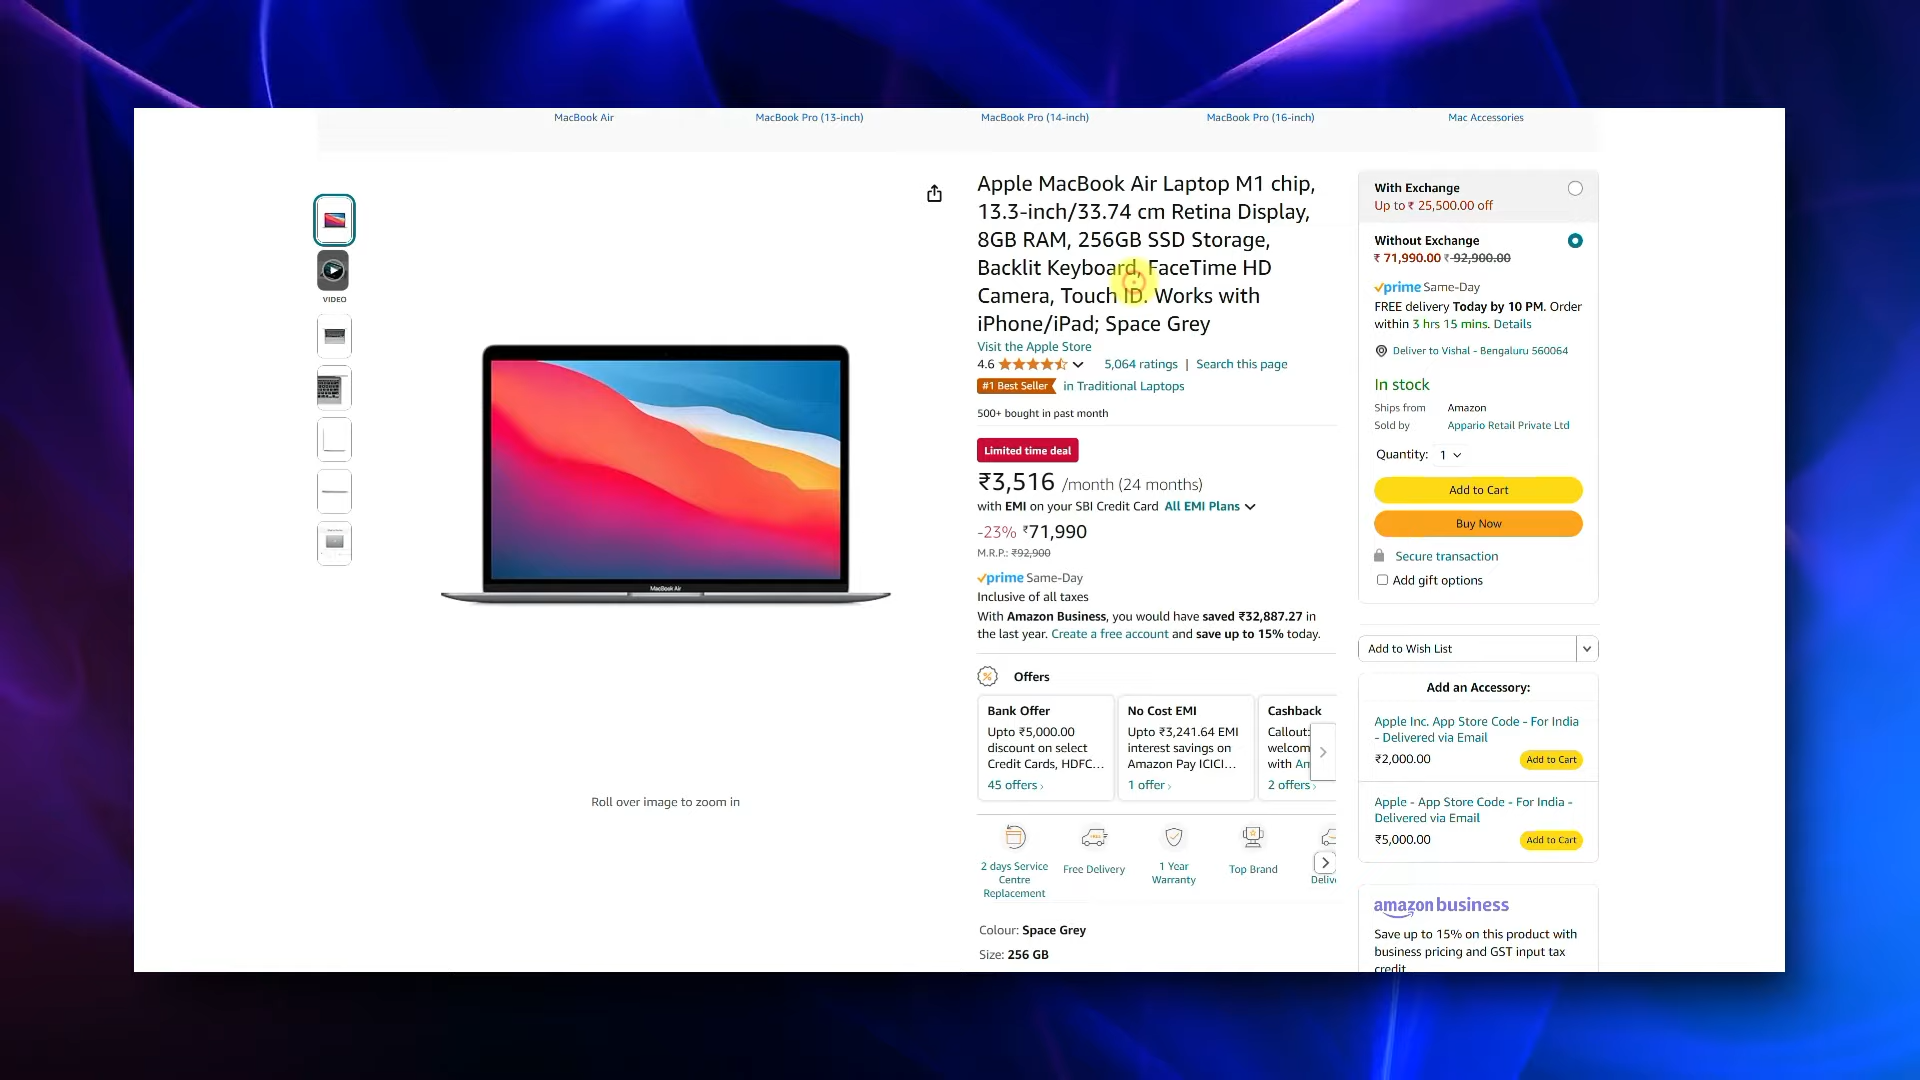 MacBook Air
MacBook Pro (13-inch)
MacBook Pro (14-inch)
MacBook Pro (16-inch)
Mac Accessories
VIDEO
MacBook Air
Roll over image to zoom in
Apple MacBook Air Laptop M1 chip,
13.3-inch/33.74 cm Retina Display,
8GB RAM, 256GB SSD Storage,
Backlit Keyboard, FaceTime HD
Camera, Touch ID. Works with
iPhone/iPad; Space Grey
Visit the Apple Store
4.6 5,064 ratings | Search this page
#1 Best Seller in Traditional Laptops
500+ bought in past month
Limited time deal
₹3,516 /month (24 months)
with EMI on your SBI Credit Card All EMI Plans
-23% ₹71,990
M.R.P.: ₹92,900
prime Same-Day
Inclusive of all taxes
With Amazon Business, you would have saved ₹32,887.27 in
the last year. Create a free account and save up to 15% today.
Offers
Bank Offer
Upto ₹5,000.00
discount on select
Credit Cards, HDFC...
45 offers ›
No Cost EMI
Upto ₹3,241.64 EMI
interest savings on
Amazon Pay ICICI...
1 offer ›
Cashback
Callout:
welcom
with An
2 offers ›
2 days Service
Centre
Replacement
FREE
Free Delivery
1 Year
Warranty
Top Brand
Delive
Colour: Space Grey
Size: 256 GB
With Exchange
Up to ₹ 25,500.00 off
Without Exchange
₹ 71,990.00 ₹ 92,900.00
prime Same-Day
FREE delivery Today by 10 PM. Order
within 3 hrs 15 mins. Details
Deliver to Vishal - Bengaluru 560064
In stock
Ships from Amazon
Sold by Appario Retail Private Ltd
Quantity: 1
Add to Cart
Buy Now
Secure transaction
Add gift options
Add to Wish List
Add an Accessory:
Apple Inc. App Store Code - For India
- Delivered via Email
₹2,000.00 Add to Cart
Apple - App Store Code - For India -
Delivered via Email
₹5,000.00 Add to Cart
amazon business
Save up to 15% on this product with
business pricing and GST input tax
credit